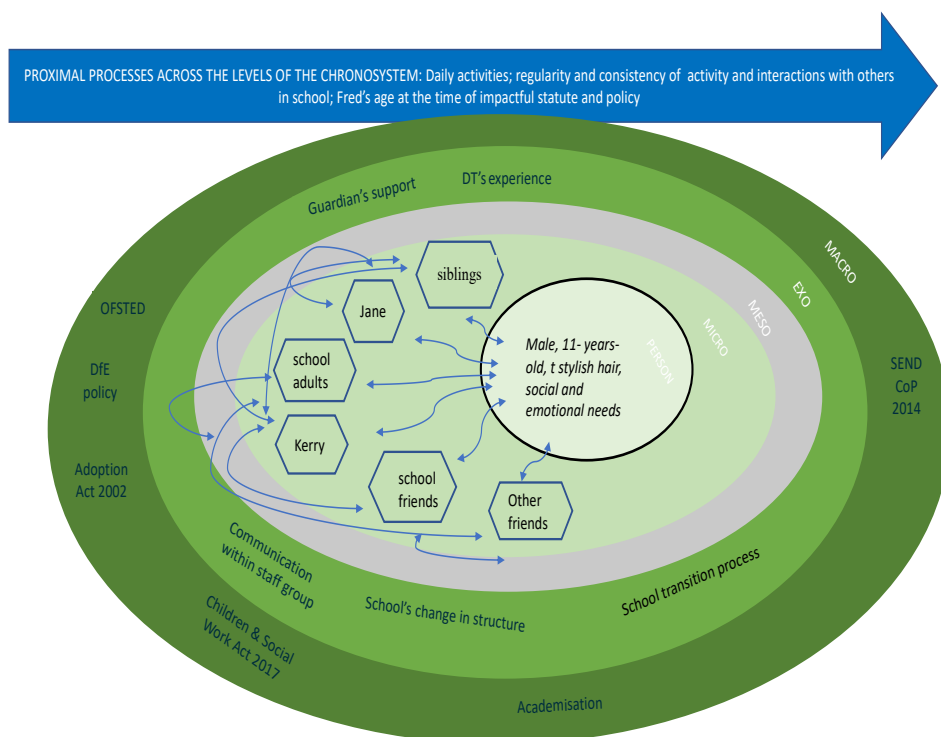 PROXIMAL PROCESSES ACROSS THE LEVELS OF THE CHRONOSYSTEM: Daily activities; regularity and consistency of activity and interactions with others
in school; Fred's age at the time of impactful statute and policy
Guardian's support
DT's experience
MACRO
EXO
MESO
MICRO
PERSON
OFSTED
DfE
policy
Adoption
Act 2002
SEND
CoP
2014
siblings
Jane
school
adults
Kerry
school
friends
Other
friends
Male, 11- years-
old, t stylish hair,
social and
emotional needs
Communication
within staff group
School's change in structure
School transition process
Children & Social
Work Act 2017
Academisation